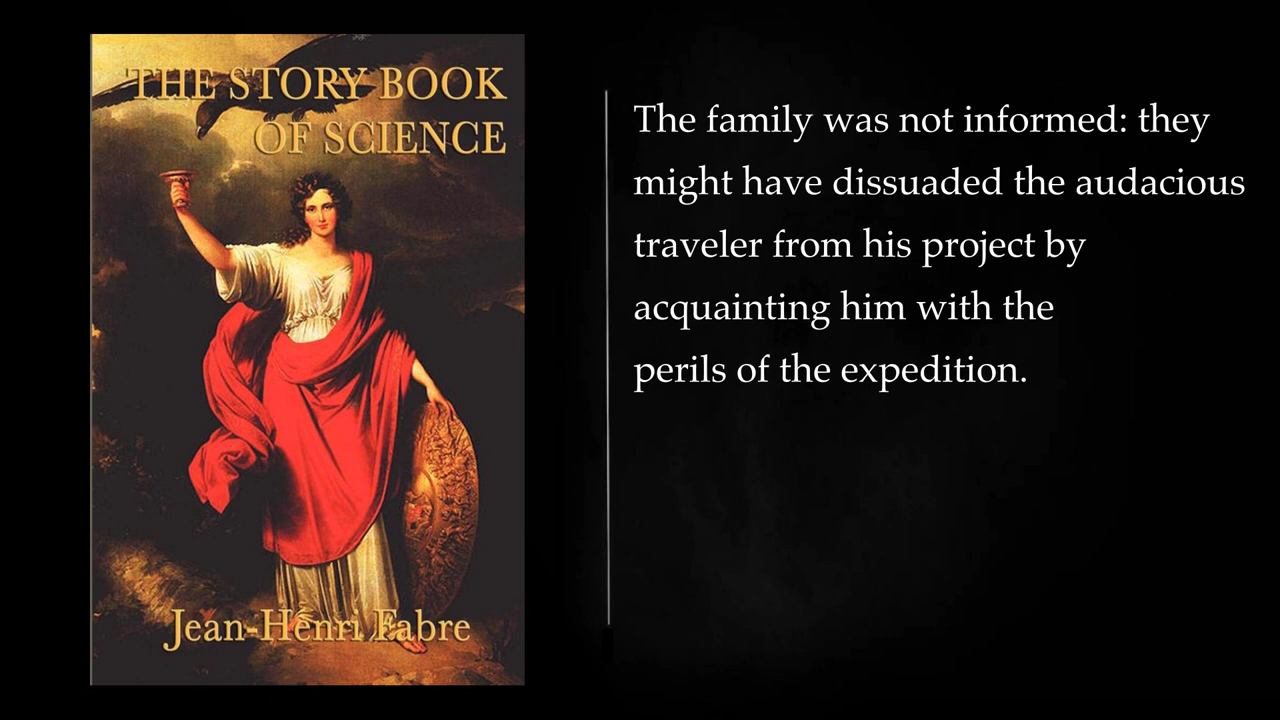 THE STORY BOOK
OF SCIENCE
Jean-Henri Fabre
The family was not informed: they
might have dissuaded the audacious
traveler from his project by
acquainting him with the
perils of the expedition.